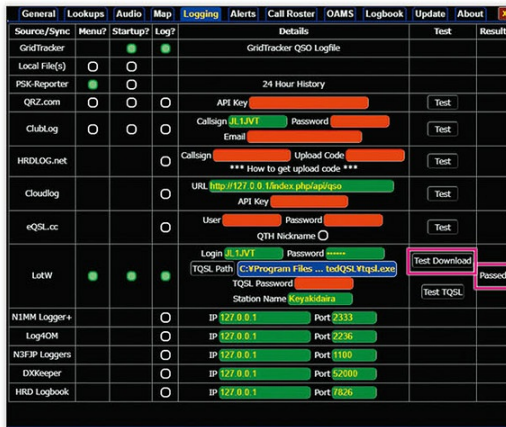 General Lookups Audio Map Logging Alerts Call Roster OAMS Logbook Update About X
Source/Sync Menu? Startup? Log? Details Test Result
GridTracker GridTracker QSO Logfile
Local File(s)
PSK-Reporter 24 Hour History
QRZ.com API Key Test
ClubLog Callsign JL1JVT Password Test
Email
HRDLOG.net Callsign Upload Code Test
*** How to get upload code ***
Cloudlog URL http://127.0.0.1/index.php/api/qso Test
API Key
eQSL.cc User Password Test
QTH Nickname
LotW Login JL1JVT Password ------ Test Download Passed
TQSL Path C:¥Program Files ... tedQSL¥tqsl.exe
TQSL Password Test TQSL
Station Name Keyakidaira
N1MM Logger+ IP 127.0.0.1 Port 2333
Log4OM IP 127.0.0.1 Port 2236
N3FJP Loggers IP 127.0.0.1 Port 1100
DXKeeper IP 127.0.0.1 Port 52000
HRD Logbook IP 127.0.0.1 Port 7826